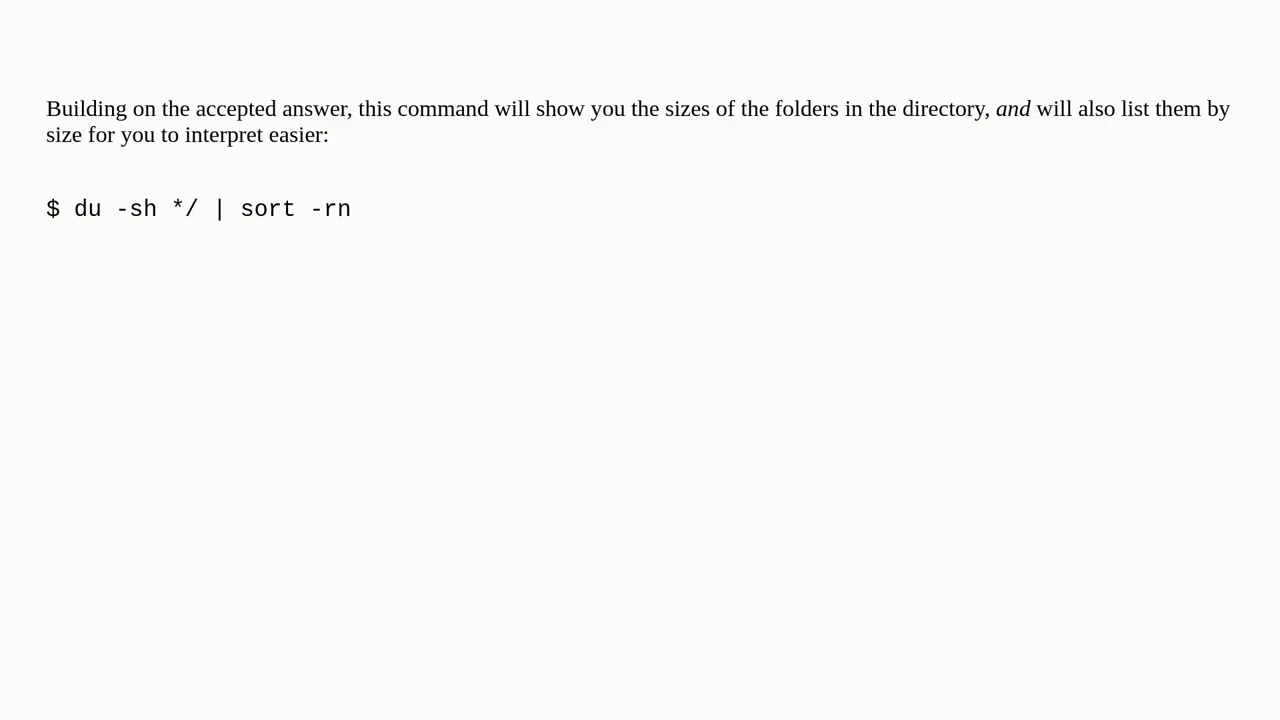 Building on the accepted answer, this command will show you the sizes of the folders in the directory, and will also list them by
size for you to interpret easier:
$ du -sh */ | sort -rn